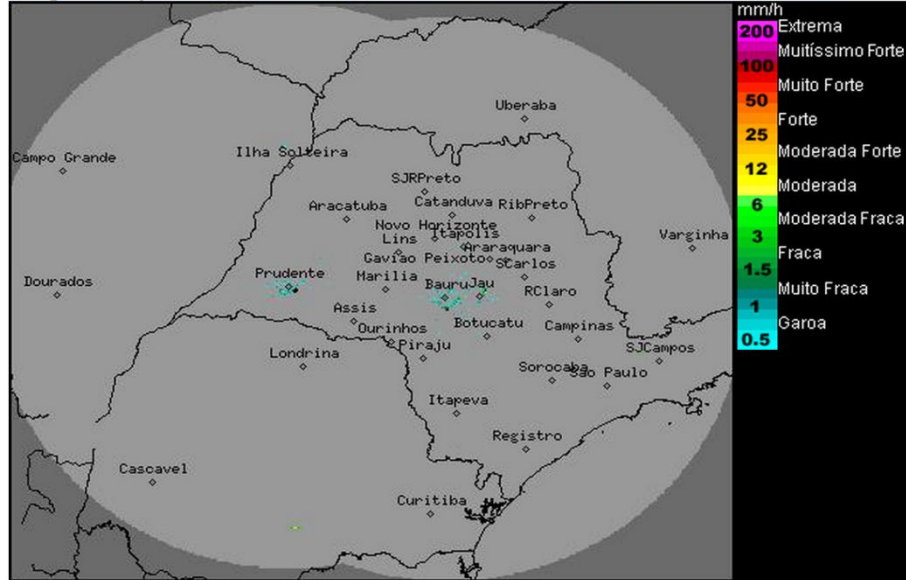 mm/h
200 Extrema
Muitíssimo Forte
100
Muito Forte
50
Forte
25
Moderada Forte
12
Moderada
6
Moderada Fraca
3
Fraca
1.5
Muito Fraca
1
Garoa
0.5
Uberaba
Campo Grande
Ilha Solteira
SJRPreto
Aracatuba
Catanduva
RibPreto
Novo Horizonte
Itapolis
Varginha
Lins
Araraquara
Gaviao Peixoto
SCarlos
Dourados
Prudente
Marilia
Bauru
Jau
RClaro
Assis
Ourinhos
Botucatu
Campinas
Londrina
Piraju
SJCampos
Sorocaba
Sao Paulo
Itapeva
Registro
Cascavel
Curitiba